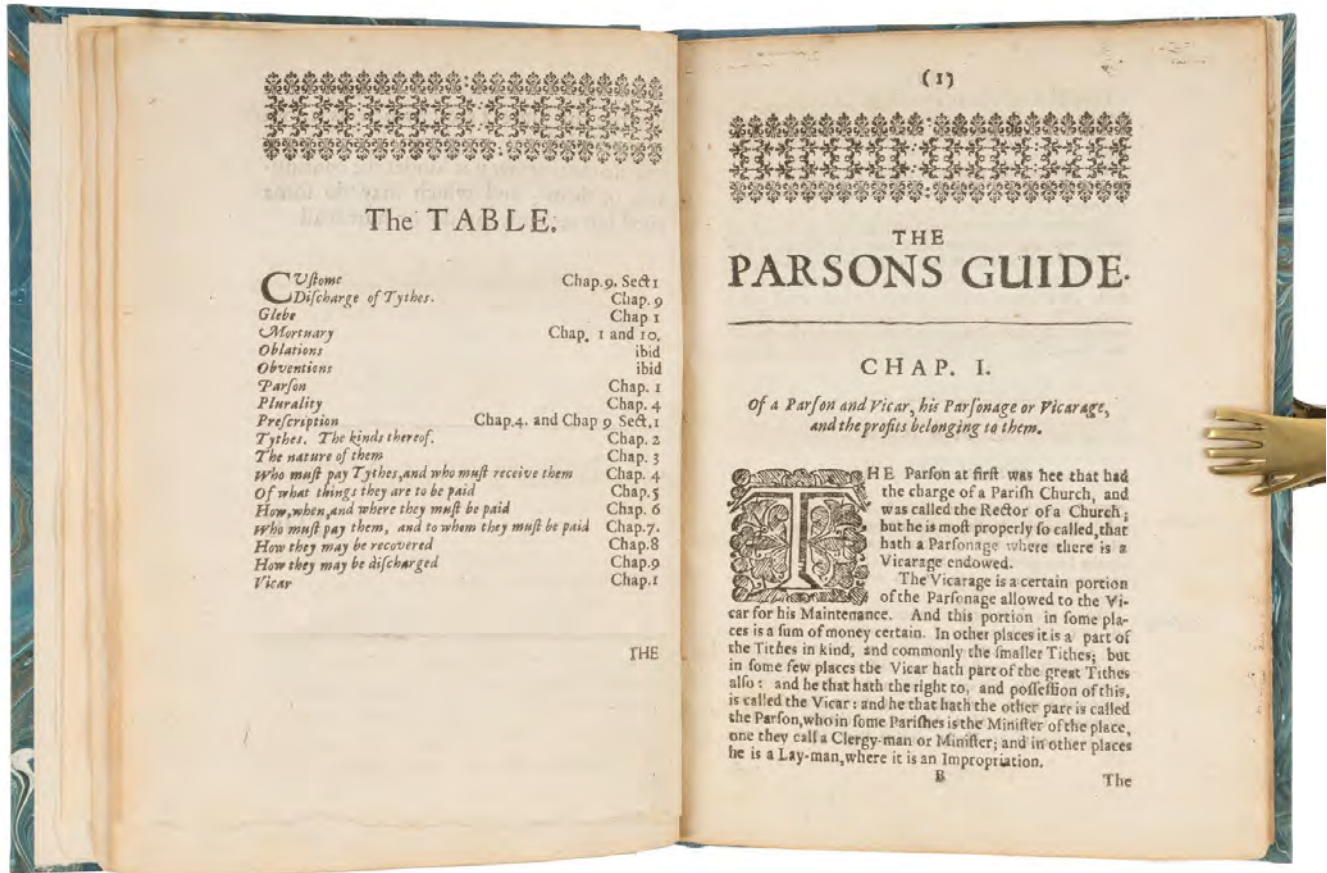 The TABLE.
CUſtome Chap.9. Sect 1
Diſcharge of Tythes. Chap. 9
Glebe Chap 1
Mortuary Chap. 1 and 10.
Oblations ibid
Obventions ibid
Parſon Chap. 1
Plurality Chap. 4
Preſcription Chap.4. and Chap 9 Sect.1
Tythes. The kinds thereof. Chap. 2
The nature of them Chap. 3
Who muſt pay Tythes,and who muſt receive them Chap. 4
Of what things they are to be paid Chap.5
How,when,and where they muſt be paid Chap. 6
Who muſt pay them, and to whom they muſt be paid Chap.7.
How they may be recovered Chap.8
How they may be diſcharged Chap.9
Vicar Chap.1
THE
(1)
THE
PARSONS GUIDE.
CHAP. I.
Of a Parſon and Vicar, his Parſonage or Vicarage,
and the profits belonging to them.
THE Parſon at firſt was hee that had
the charge of a Pariſh Church, and
was called the Rector of a Church;
but he is moſt properly ſo called,that
hath a Parſonage where there is a
Vicarage endowed.
The Vicarage is a certain portion
of the Parſonage allowed to the Vi-
car for his Maintenance. And this portion in ſome pla-
ces is a ſum of money certain. In other places it is a part of
the Tithes in kind, and commonly the ſmaller Tithes; but
in ſome few places the Vicar hath part of the great Tithes
alſo: and he that hath the right to, and poſſeſſion of this,
is called the Vicar: and he that hath the other part is called
the Parſon,who in ſome Pariſhes is the Miniſter of the place,
one they call a Clergy-man or Miniſter; and in other places
he is a Lay-man,where it is an Impropriation.
B The